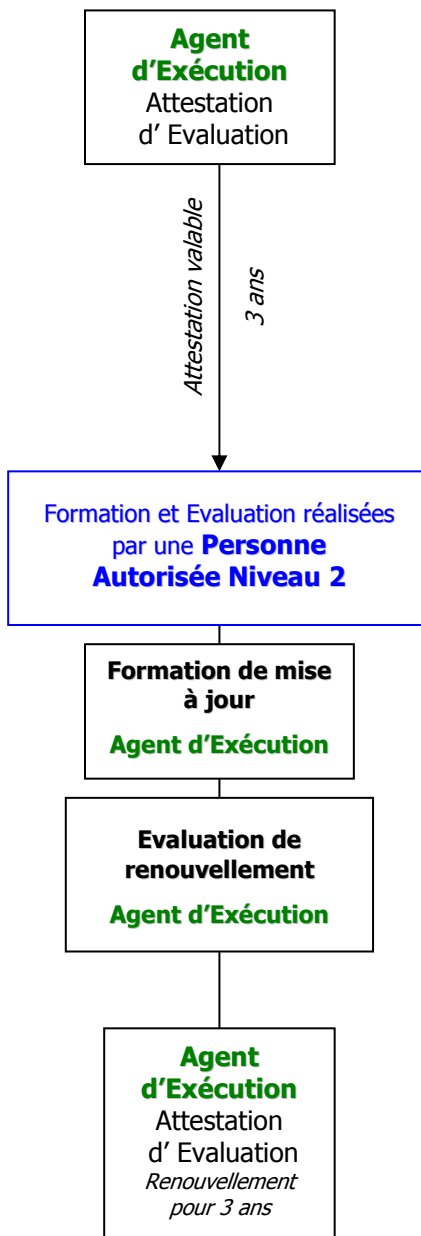 Agent
d'Exécution
Attestation
d' Evaluation
Attestation valable
3 ans
Formation et Evaluation réalisées
par une Personne
Autorisée Niveau 2
Formation de mise
à jour
Agent d'Exécution
Evaluation de
renouvellement
Agent d'Exécution
Agent
d'Exécution
Attestation
d' Evaluation
Renouvellement
pour 3 ans